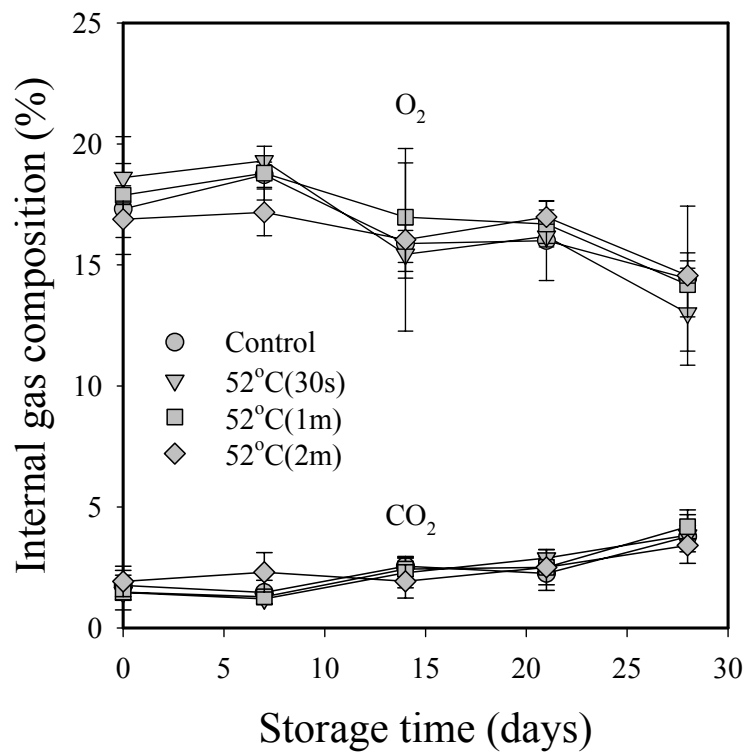 Internal gas composition (%)
25
20
15
10
5
0
O₂
Control
52°C(30s)
52°C(1m)
52°C(2m)
CO₂
0 5 10 15 20 25 30
Storage time (days)